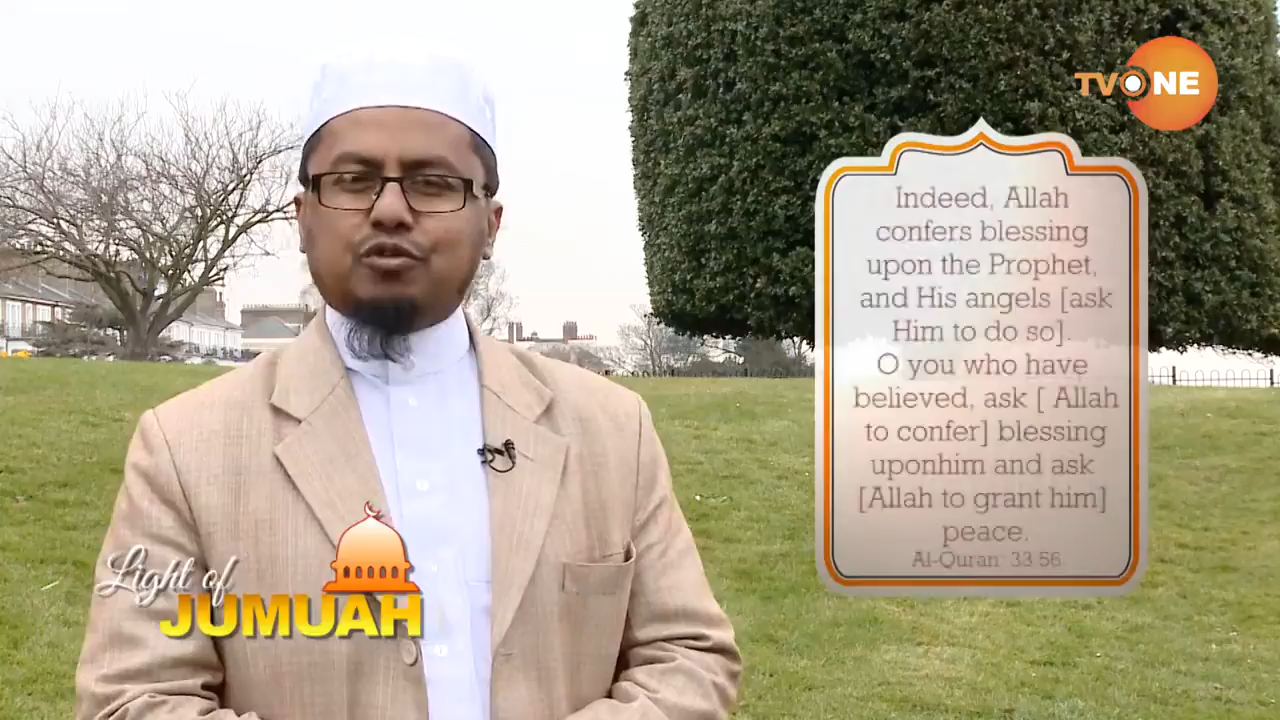 TVONE
Indeed, Allah
confers blessing
upon the Prophet,
and His angels [ask
Him to do so].
O you who have
believed, ask [ Allah
to confer] blessing
uponhim and ask
[Allah to grant him]
peace.
Al-Quran: 33:56
Light of
JUMUAH